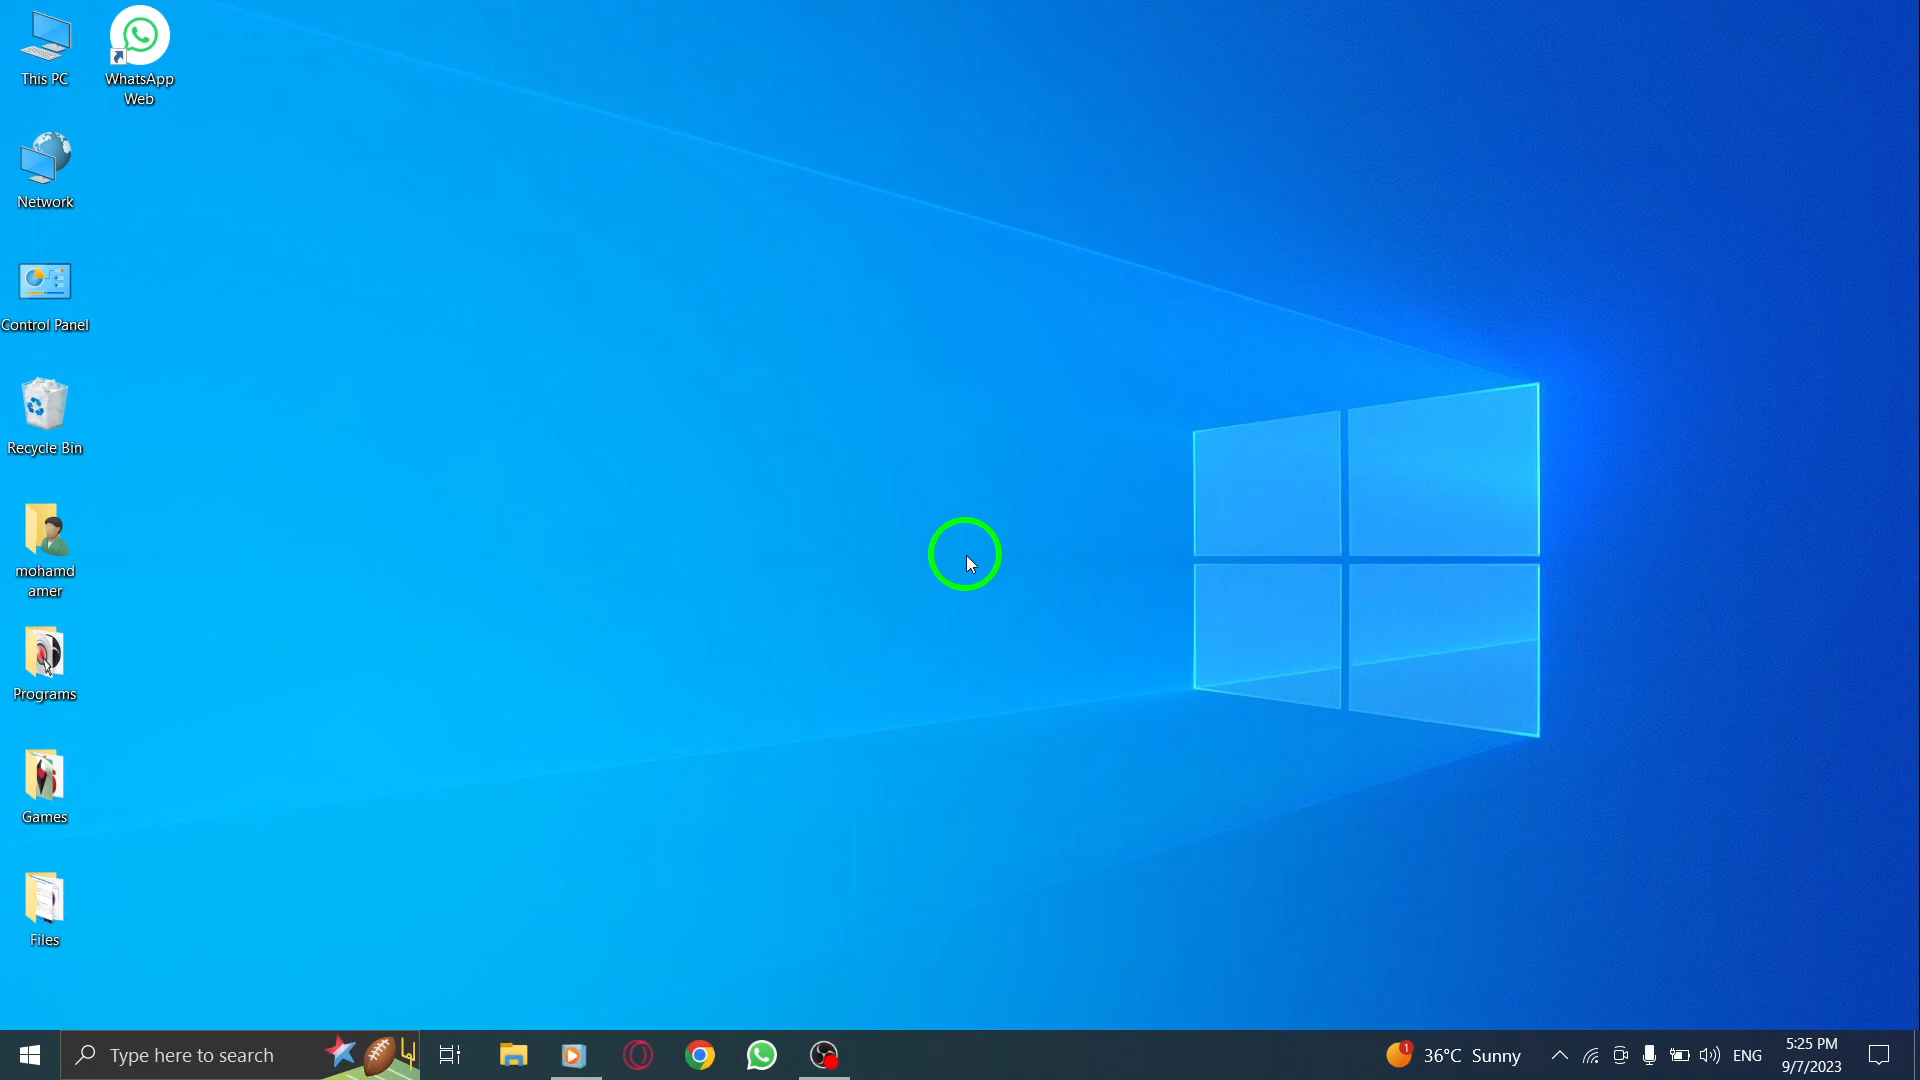 This PC
WhatsApp
Web
Network
Control Panel
Recycle Bin
mohamd
amer
Programs
Games
Files
Type here to search
1
36°C Sunny
ENG
5:25 PM
9/7/2023